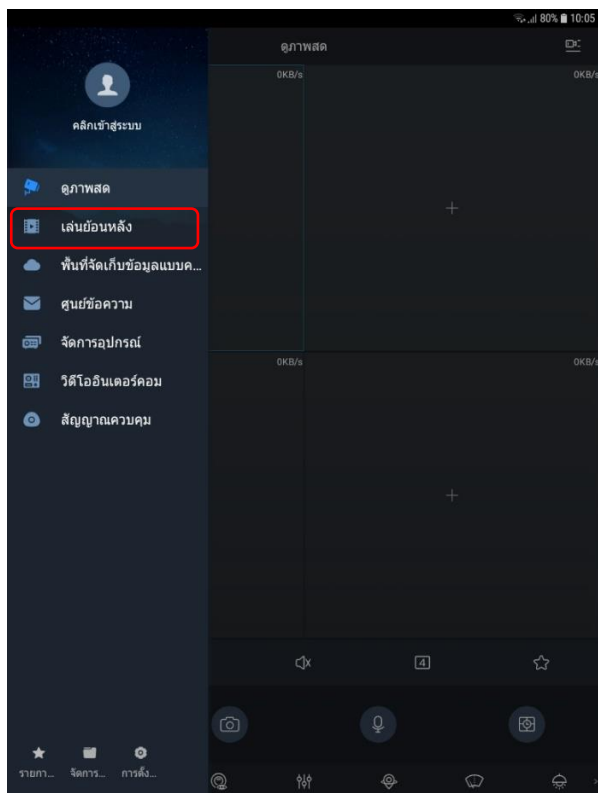 80% 10:05
ดูภาพสด
0KB/s
0KB/s
คลิกเข้าสู่ระบบ
ดูภาพสด
เล่นย้อนหลัง
พื้นที่จัดเก็บข้อมูลแบบค...
ศูนย์ข้อความ
จัดการอุปกรณ์
0KB/s
0KB/s
วิดีโออินเตอร์คอม
สัญญาณควบคุม
4
รายกา... จัดการ... การตั้ง...